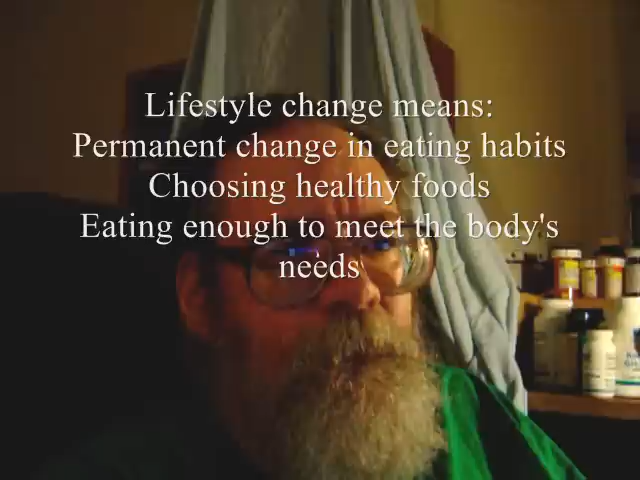 Lifestyle change means:
Permanent change in eating habits
Choosing healthy foods
Eating enough to meet the body's
needs